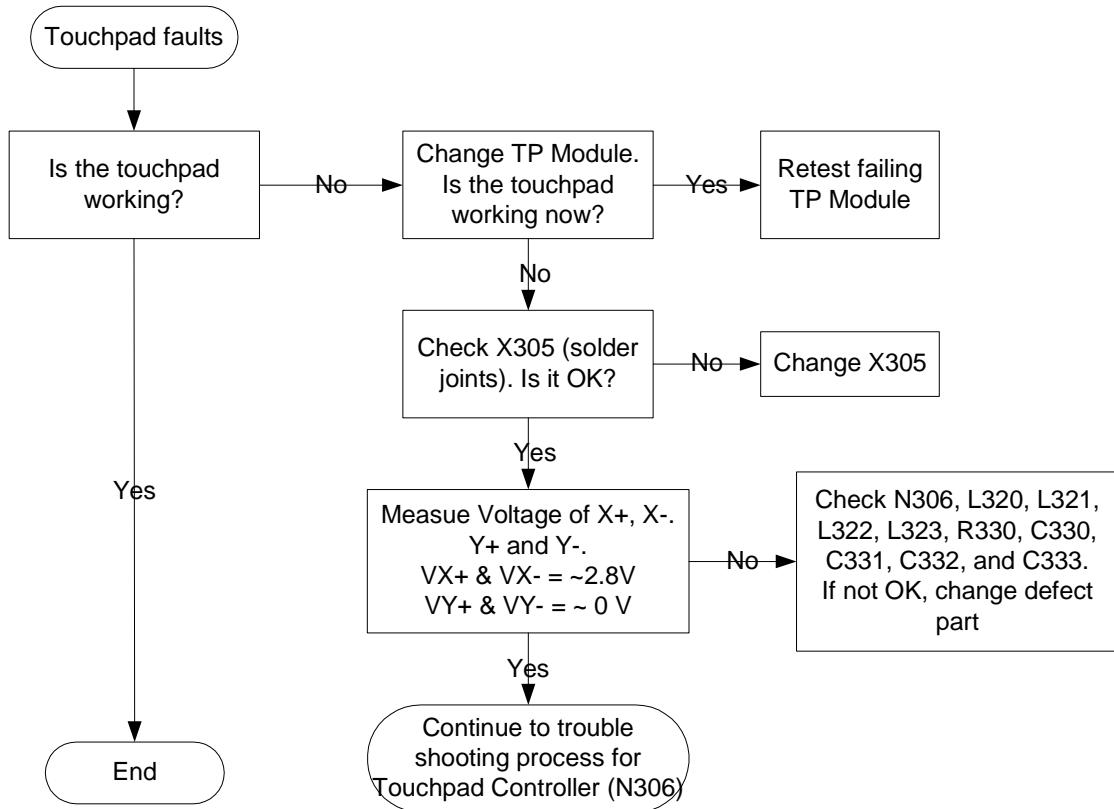 Touchpad faults
Is the touchpad
working?
No
Change TP Module.
Is the touchpad
working now?
Yes
Retest failing
TP Module
No
Check X305 (solder
joints). Is it OK?
No
Change X305
Yes
Yes
Measue Voltage of X+, X-.
Y+ and Y-.
VX+ & VX- = ~2.8V
VY+ & VY- = ~ 0 V
No
Check N306, L320, L321,
L322, L323, R330, C330,
C331, C332, and C333.
If not OK, change defect
part
Yes
End
Continue to trouble
shooting process for
Touchpad Controller (N306)